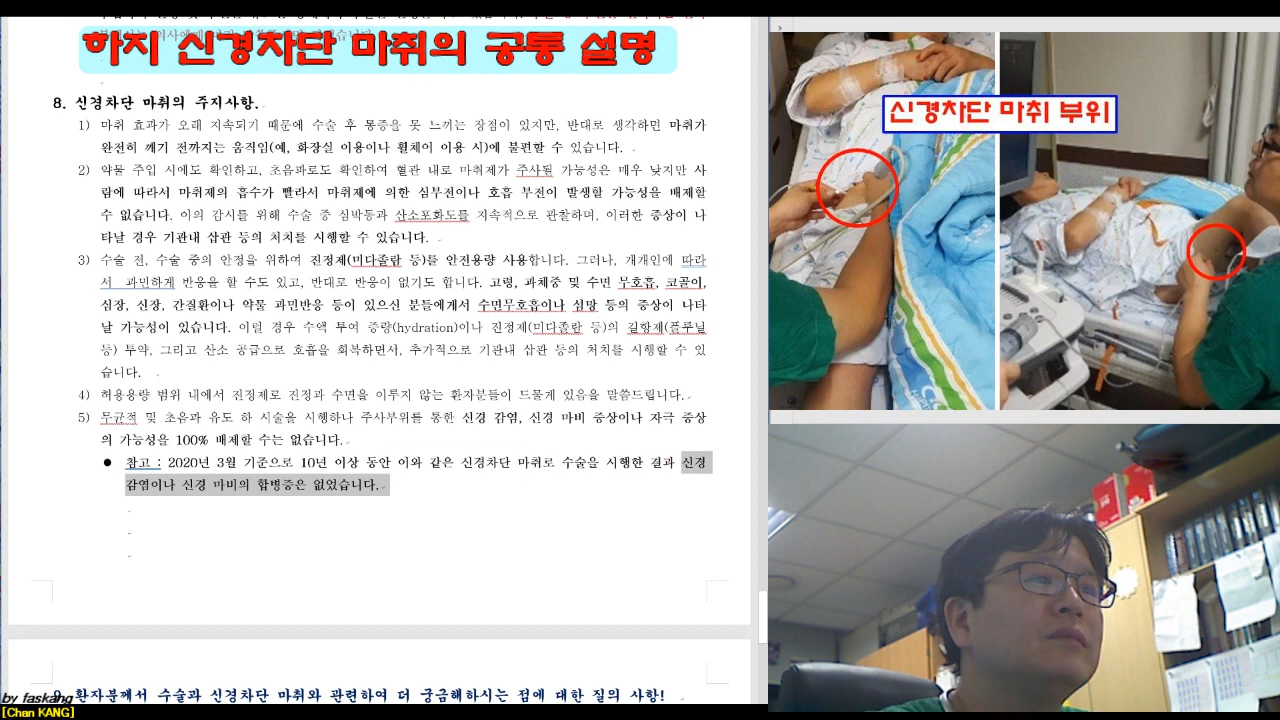 하지 신경차단 마취의 공통 설명
8. 신경차단 마취의 주지사항.
1) 마취 효과가 오래 지속되기 때문에 수술 후 통증을 못 느끼는 장점이 있지만, 반대로 생각하면 마취가
완전히 깨기 전까지는 움직임(예, 화장실 이용이나 휠체어 이용 시)에 불편할 수 있습니다.
2) 약물 주입 시에도 확인하고, 초음파로도 확인하여 혈관 내로 마취제가 주사될 가능성은 매우 낮지만 사
람에 따라서 마취제의 흡수가 빨라서 마취제에 의한 심부전이나 호흡 부전이 발생할 가능성을 배제할
수 없습니다. 이의 감시를 위해 수술 중 심박동과 산소포화도를 지속적으로 관찰하며, 이러한 증상이 나
타날 경우 기관내 삽관 등의 처치를 시행할 수 있습니다.
3) 수술 전, 수술 중의 안정을 위하여 진정제(미다졸람 등)를 안전용량 사용합니다. 그러나, 개개인에 따라
서 과민하게 반응을 할 수도 있고, 반대로 반응이 없기도 합니다. 고령, 과체중 및 수면 무호흡, 코골이,
심장, 신장, 간질환이나 약물 과민반응 등이 있으신 분들에게서 수면무호흡이나 섬망 등의 증상이 나타
날 가능성이 있습니다. 이럴 경우 수액 투여 증량(hydration)이나 진정제(미다졸람 등)의 길항제(플루닐
등) 투약, 그리고 산소 공급으로 호흡을 회복하면서, 추가적으로 기관내 삽관 등의 처치를 시행할 수 있
습니다.
4) 허용용량 범위 내에서 진정제로 진정과 수면을 이루지 않는 환자분들이 드물게 있음을 말씀드립니다.
5) 무균적 및 초음파 유도 하 시술을 시행하나 주사부위를 통한 신경 감염, 신경 마비 증상이나 자극 증상
의 가능성을 100% 배제할 수는 없습니다.
● 참고 : 2020년 3월 기준으로 10년 이상 동안 이와 같은 신경차단 마취로 수술을 시행한 결과 신경
감염이나 신경 마비의 합병증은 없었습니다.
9. 환자분께서 수술과 신경차단 마취와 관련하여 더 궁금해하시는 점에 대한 질의 사항!
by faskang
[Chan KANG]
신경차단 마취 부위